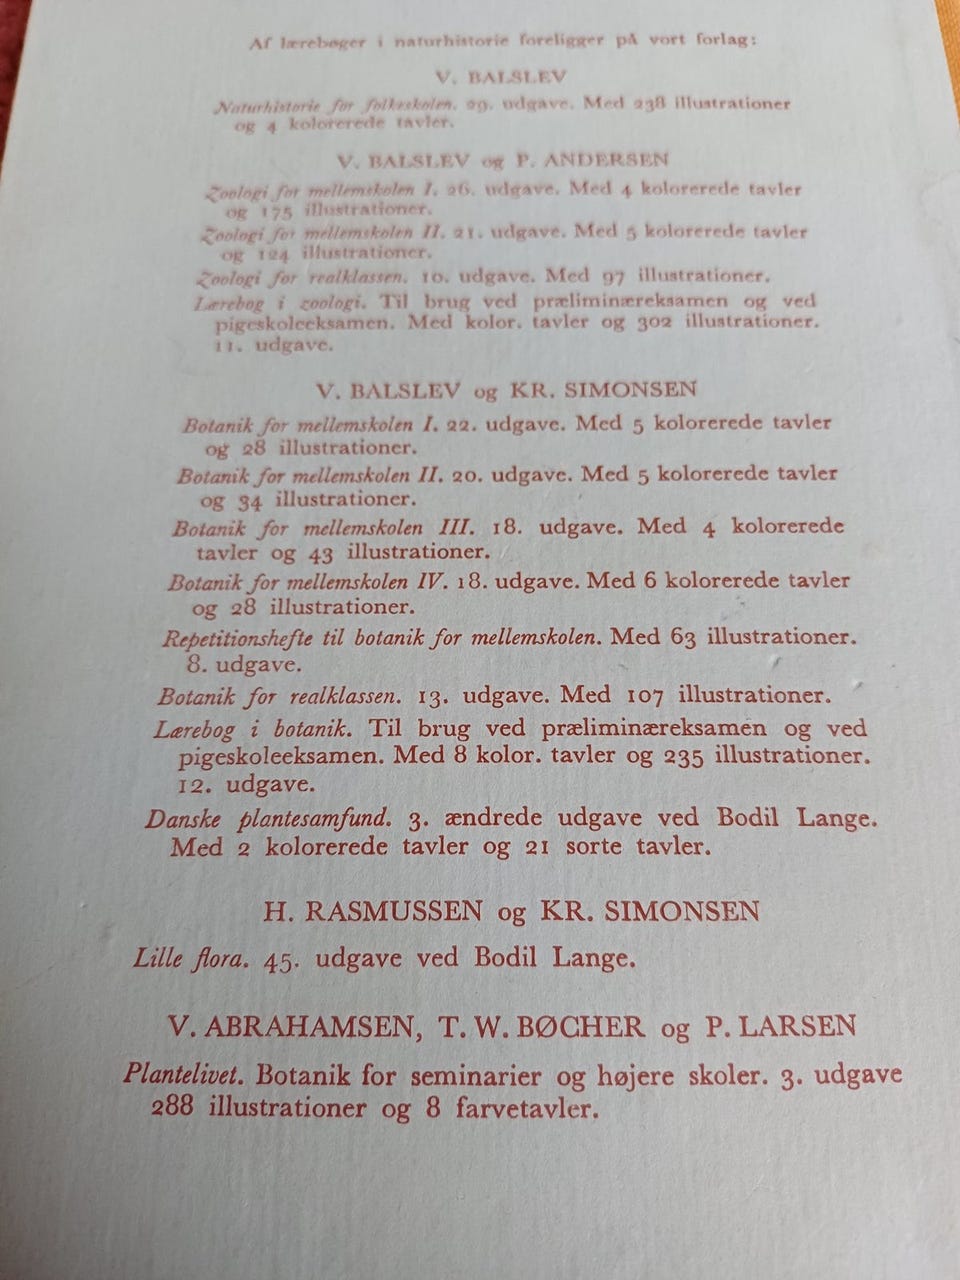 Af lærebøger i naturhistorie foreligger på vort forlag:
V. BALSLEV
Naturhistorie for folkeskolen. 29. udgave. Med 238 illustrationer
og 4 kolorerede tavler.
V. BALSLEV og P. ANDERSEN
Zoologi for mellemskolen I. 26. udgave. Med 4 kolorerede tavler
og 175 illustrationer.
Zoologi for mellemskolen II. 21. udgave. Med 5 kolorerede tavler
og 124 illustrationer.
Zoologi for realklassen. 10. udgave. Med 97 illustrationer.
Lærebog i zoologi. Til brug ved præliminæreksamen og ved
pigeskoleeksamen. Med kolor. tavler og 302 illustrationer.
11. udgave.
V. BALSLEV og KR. SIMONSEN
Botanik for mellemskolen I. 22. udgave. Med 5 kolorerede tavler
og 28 illustrationer.
Botanik for mellemskolen II. 20. udgave. Med 5 kolorerede tavler
og 34 illustrationer.
Botanik for mellemskolen III. 18. udgave. Med 4 kolorerede
tavler og 43 illustrationer.
Botanik for mellemskolen IV. 18. udgave. Med 6 kolorerede tavler
og 28 illustrationer.
Repetitionshefte til botanik for mellemskolen. Med 63 illustrationer.
8. udgave.
Botanik for realklassen. 13. udgave. Med 107 illustrationer.
Lærebog i botanik. Til brug ved præliminæreksamen og ved
pigeskoleeksamen. Med 8 kolor. tavler og 235 illustrationer.
12. udgave.
Danske plantesamfund. 3. ændrede udgave ved Bodil Lange.
Med 2 kolorerede tavler og 21 sorte tavler.
H. RASMUSSEN og KR. SIMONSEN
Lille flora. 45. udgave ved Bodil Lange.
V. ABRAHAMSEN, T. W. BØCHER og P. LARSEN
Plantelivet. Botanik for seminarier og højere skoler. 3. udgave
288 illustrationer og 8 farvetavler.